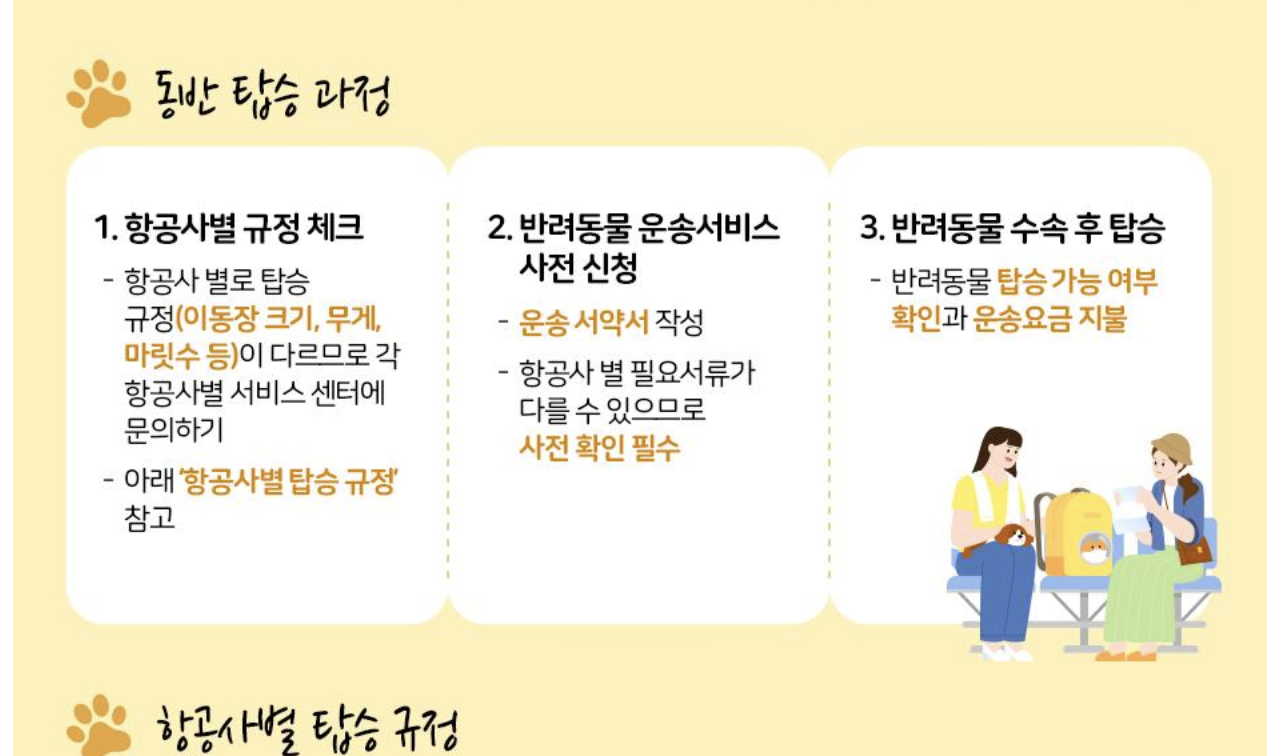 동반 탑승 과정
1. 항공사별 규정 체크
- 항공사 별로 탑승
규정(이동장 크기, 무게,
마릿수 등)이 다르므로 각
항공사별 서비스 센터에
문의하기
- 아래 '항공사별 탑승 규정'
참고
2. 반려동물 운송서비스
사전 신청
- 운송 서약서 작성
- 항공사 별 필요서류가
다를 수 있으므로
사전 확인 필수
3. 반려동물 수속 후 탑승
- 반려동물 탑승 가능 여부
확인과 운송요금 지불
항공사별 탑승 규정